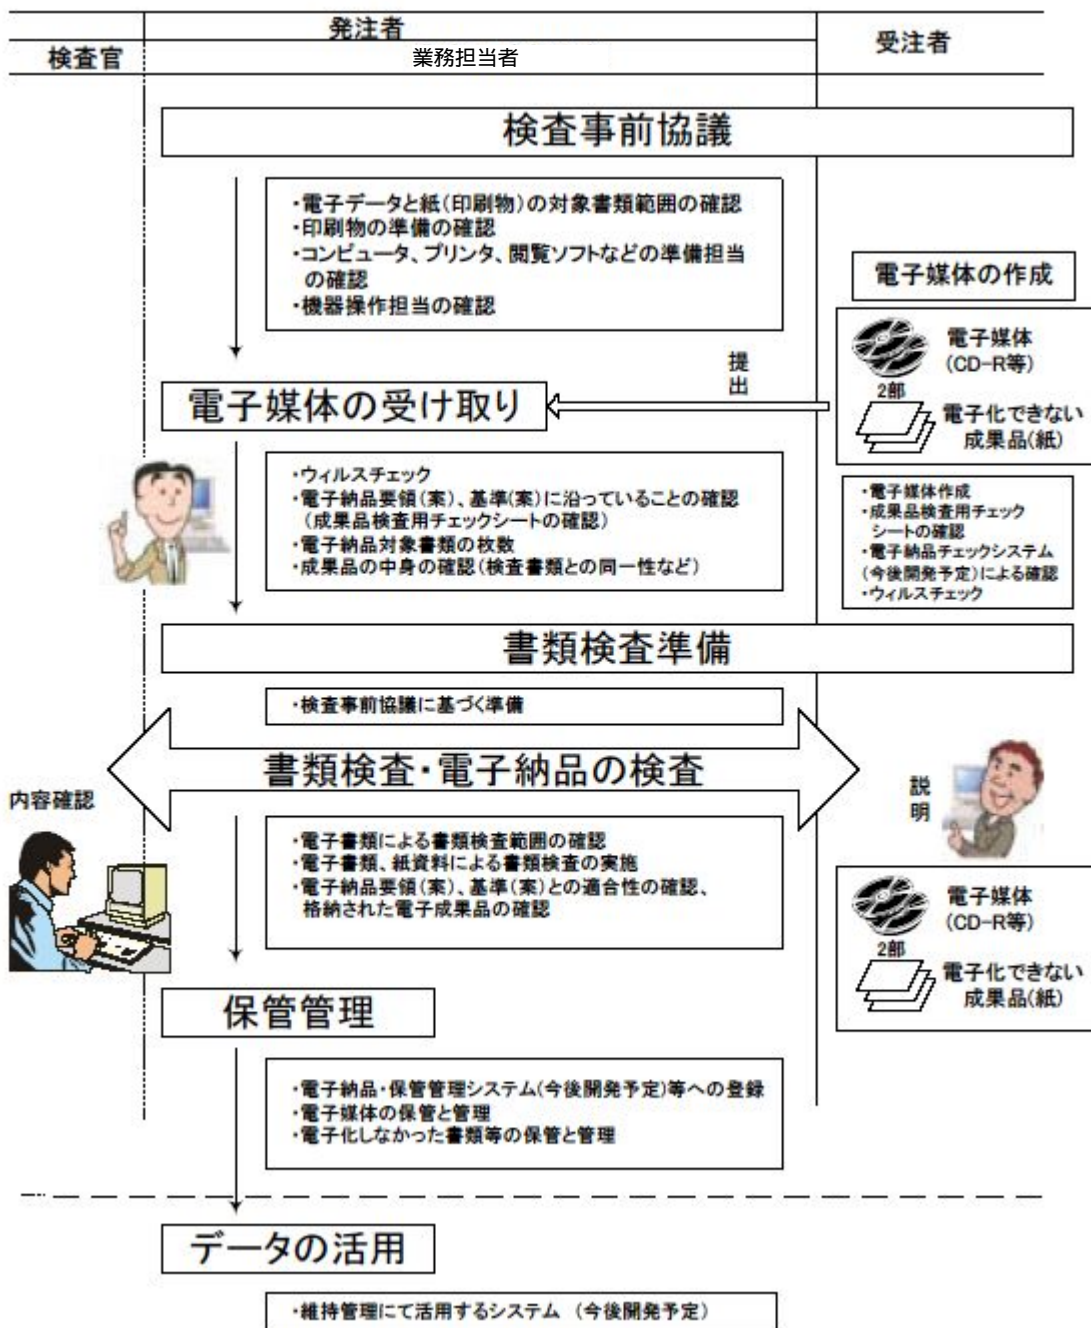 発注者
受注者
検査官
業務担当者
検査事前協議
・電子データと紙(印刷物)の対象書類範囲の確認
・印刷物の準備の確認
・コンピュータ、プリンタ、閲覧ソフトなどの準備担当
の確認
・機器操作担当の確認
電子媒体の作成
電子媒体
(CD-R等)
2部
電子化できない
成果品(紙)
提
出
電子媒体の受け取り
・ウィルスチェック
・電子納品要領(案)、基準(案)に沿っていることの確認
(成果品検査用チェックシートの確認)
・電子納品対象書類の枚数
・成果品の中身の確認(検査書類との同一性など)
・電子媒体作成
・成果品検査用チェック
シートの確認
・電子納品チェックシステム
(今後開発予定)による確認
・ウィルスチェック
書類検査準備
・検査事前協議に基づく準備
書類検査・電子納品の検査
内容確認
説
明
・電子書類による書類検査範囲の確認
・電子書類、紙資料による書類検査の実施
・電子納品要領(案)、基準(案)との適合性の確認、
格納された電子成果品の確認
電子媒体
(CD-R等)
2部
電子化できない
成果品(紙)
保管管理
・電子納品・保管管理システム(今後開発予定)等への登録
・電子媒体の保管と管理
・電子化しなかった書類等の保管と管理
データの活用
・維持管理にて活用するシステム (今後開発予定)